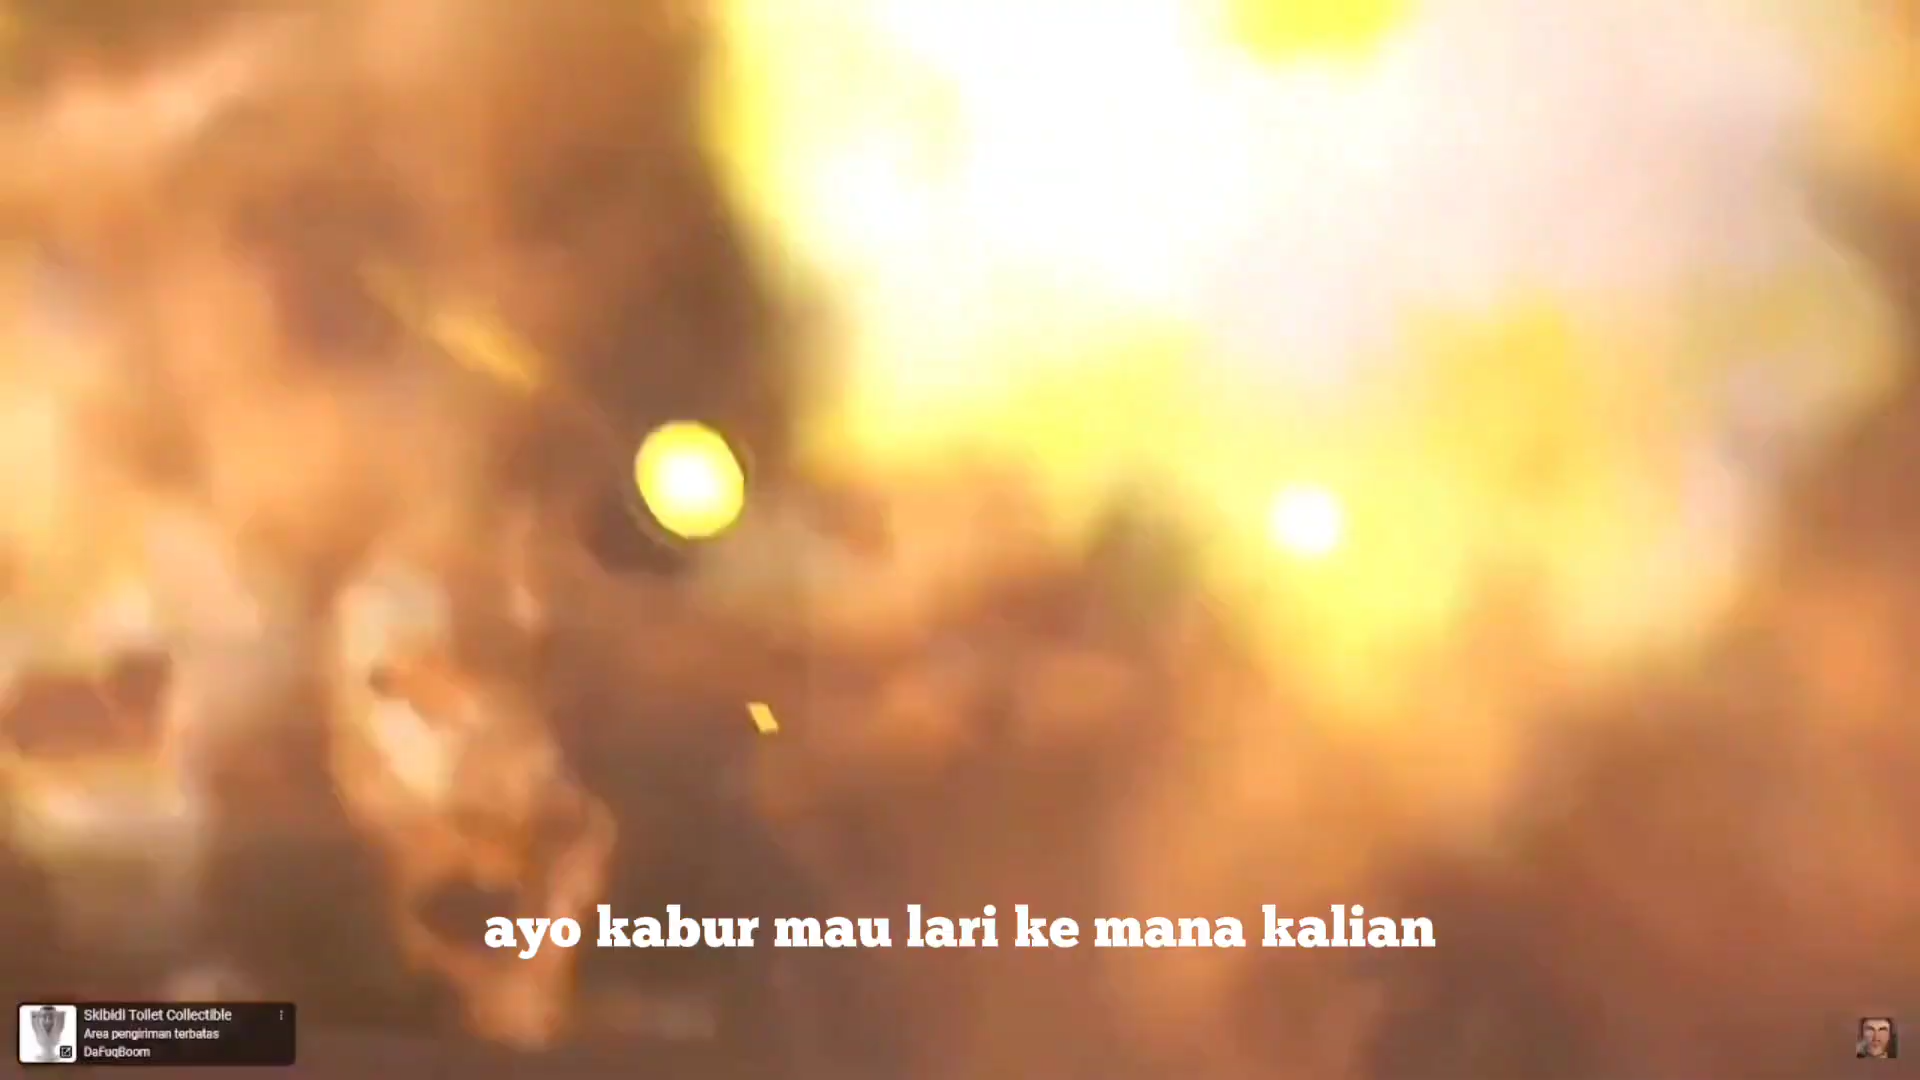 ayo kabur mau lari ke mana kalian
Skibidi Toilet Collectible
Area pengiriman terbatas
DaFuqBoom